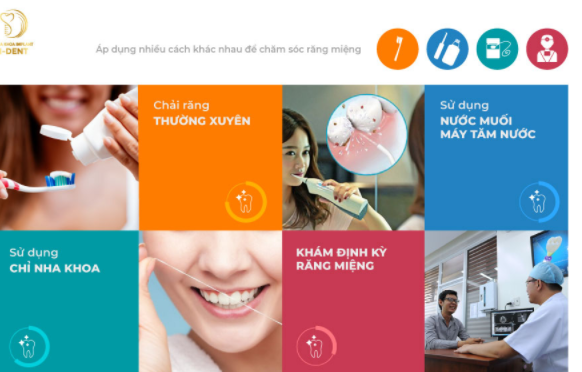 I-DENT
Áp dụng nhiều cách khác nhau để chăm sóc răng miệng
Chải răng
THƯỜNG XUYÊN
Sử dụng
NƯỚC MUỐI
MÁY TĂM NƯỚC
Sử dụng
CHỈ NHA KHOA
KHÁM ĐỊNH KỲ
RĂNG MIỆNG